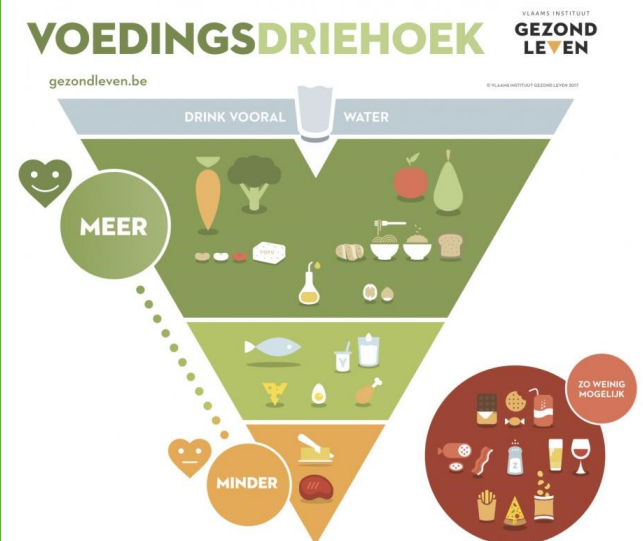 VOEDINGSDRIEHOEK
VLAAMS INSTITUUT
GEZOND
LEVEN
gezondleven.be
© VLAAMS INSTITUUT GEZOND LEVEN 2017
DRINK VOORAL WATER
MEER
TOFU
Y
MINDER
ZO WEINIG
MOGELIJK
Z